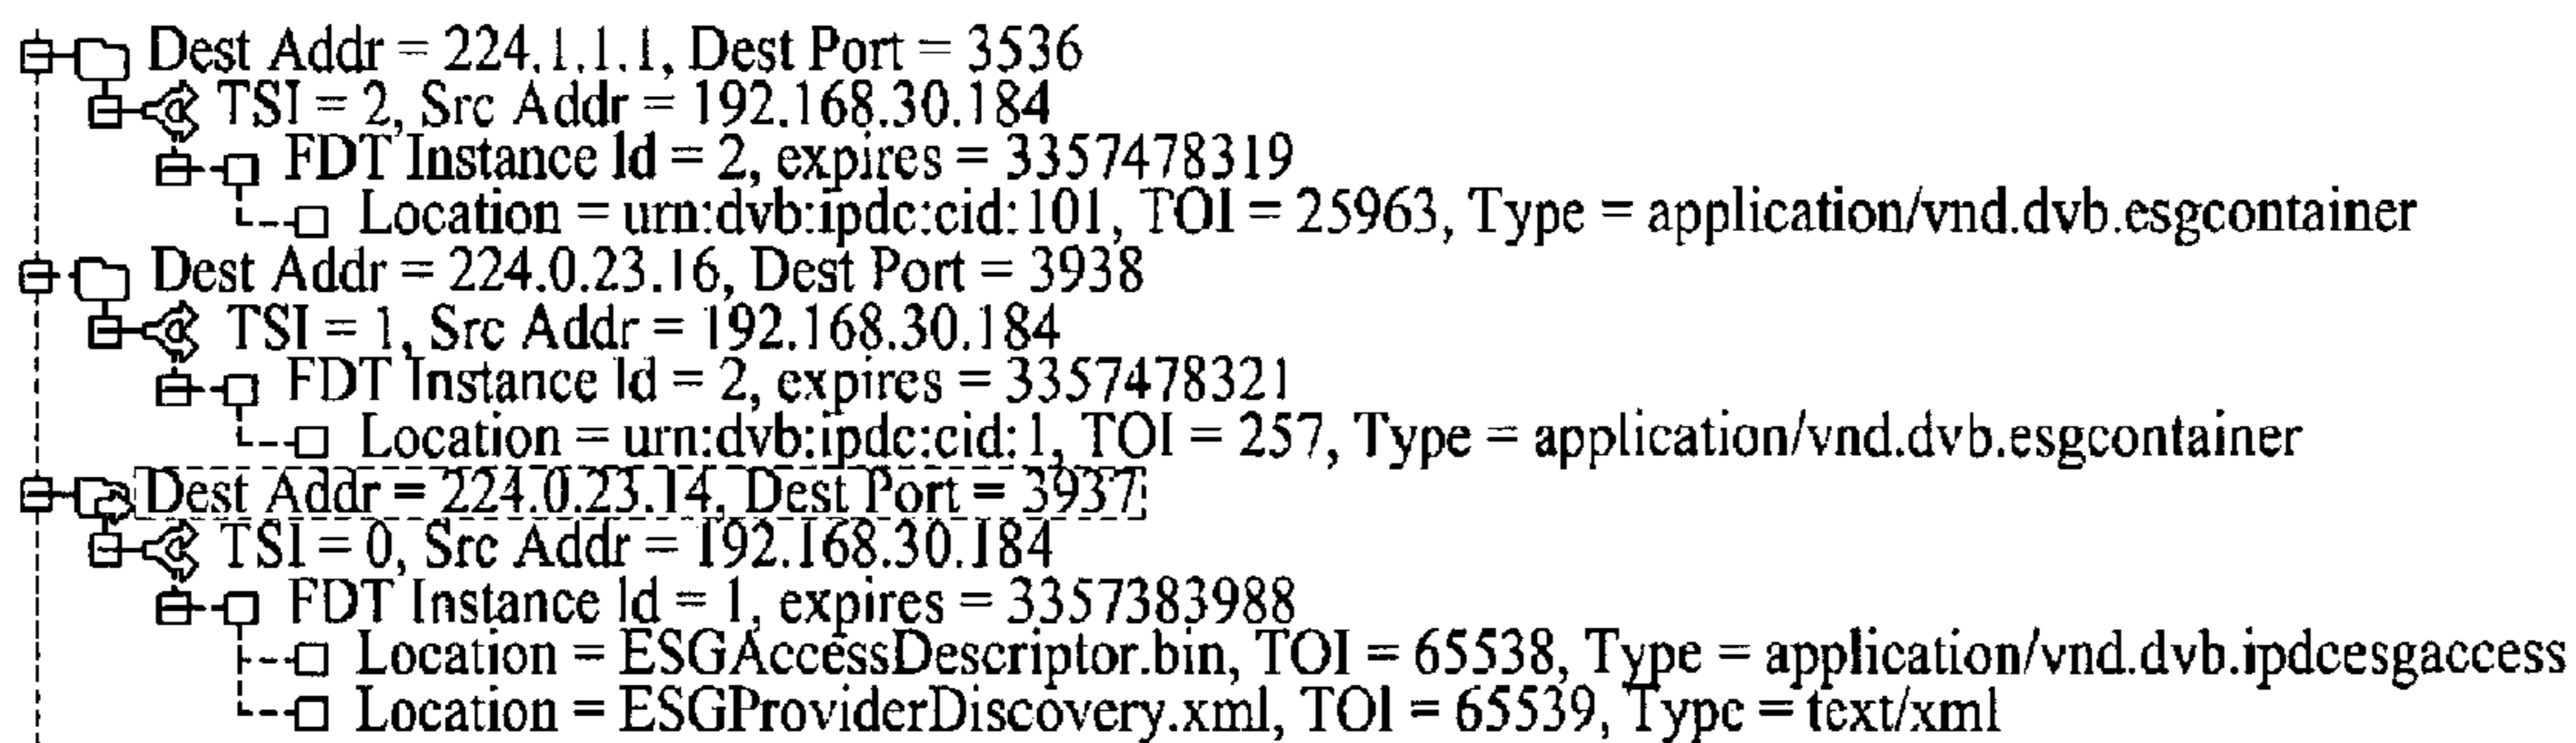 Dest Addr = 224.1.1.1, Dest Port = 3536
TSI = 2, Src Addr = 192.168.30.184
FDT Instance Id = 2, expires = 3357478319
Location = urn:dvb:ipdc:cid:101, TOI = 25963, Type = application/vnd.dvb.esgcontainer
Dest Addr = 224.0.23.16, Dest Port = 3938
TSI = 1, Src Addr = 192.168.30.184
FDT Instance Id = 2, expires = 3357478321
Location = urn:dvb:ipdc:cid:1, TOI = 257, Type = application/vnd.dvb.esgcontainer
Dest Addr = 224.0.23.14, Dest Port = 3937
TSI = 0, Src Addr = 192.168.30.184
FDT Instance Id = 1, expires = 3357383988
Location = ESGAccessDescriptor.bin, TOI = 65538, Type = application/vnd.dvb.ipdcesgaccess
Location = ESGProviderDiscovery.xml, TOI = 65539, Type = text/xml